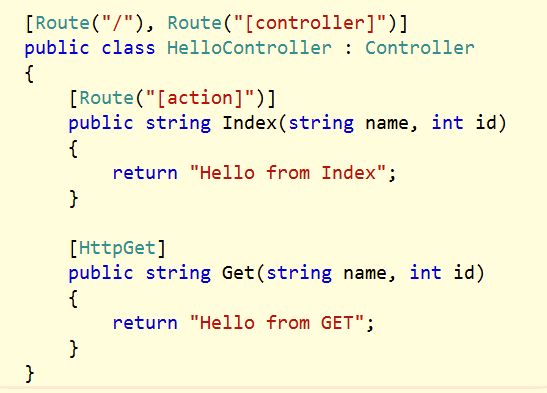 [Route("/"), Route("[controller]")]
public class HelloController : Controller
{
    [Route("[action]")]
    public string Index(string name, int id)
    {
        return "Hello from Index";
    }

    [HttpGet]
    public string Get(string name, int id)
    {
        return "Hello from GET";
    }
}